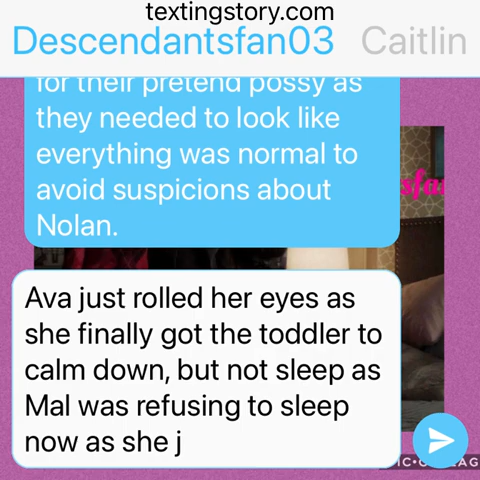 textingstory.com
Descendantsfan03 Caitlin
for their pretend possy as
they needed to look like
everything was normal to
avoid suspicions about
Nolan.
sfa
Ava just rolled her eyes as
she finally got the toddler to
calm down, but not sleep as
Mal was refusing to sleep
now as she j